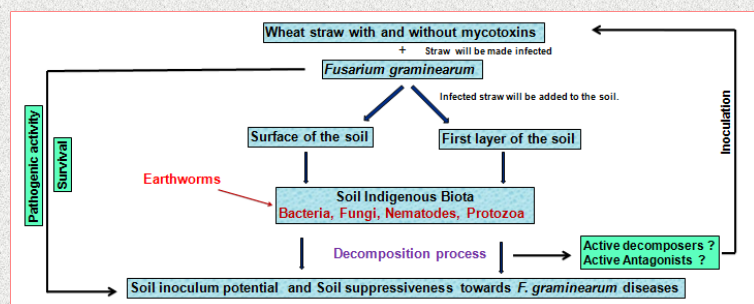 Wheat straw with and without mycotoxins
+ Straw will be made infected
Fusarium graminearum
Infected straw will be added to the soil.
Surface of the soil
First layer of the soil
Pathogenic activity
Survival
Inoculation
Earthworms
Soil Indigenous Biota
Bacteria, Fungi, Nematodes, Protozoa
Decomposition process
Active decomposers ?
Active Antagonists ?
Soil inoculum potential and Soil suppressiveness towards F. graminearum diseases